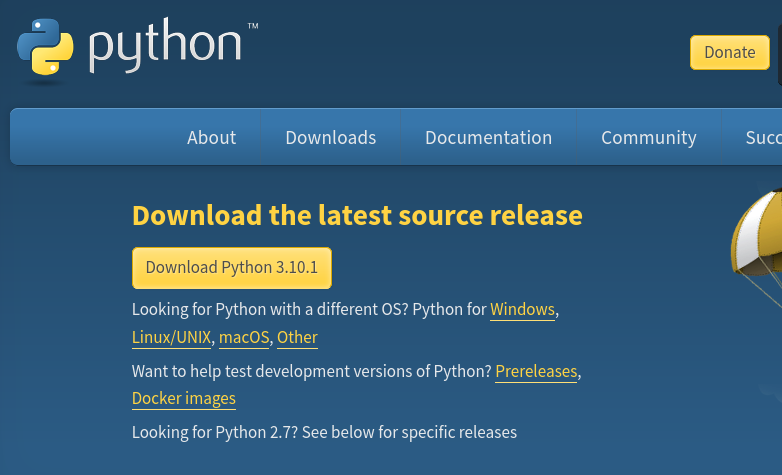 python™
Donate
About Downloads Documentation Community Succ
Download the latest source release
Download Python 3.10.1
Looking for Python with a different OS? Python for Windows,
Linux/UNIX, macOS, Other
Want to help test development versions of Python? Prereleases,
Docker images
Looking for Python 2.7? See below for specific releases